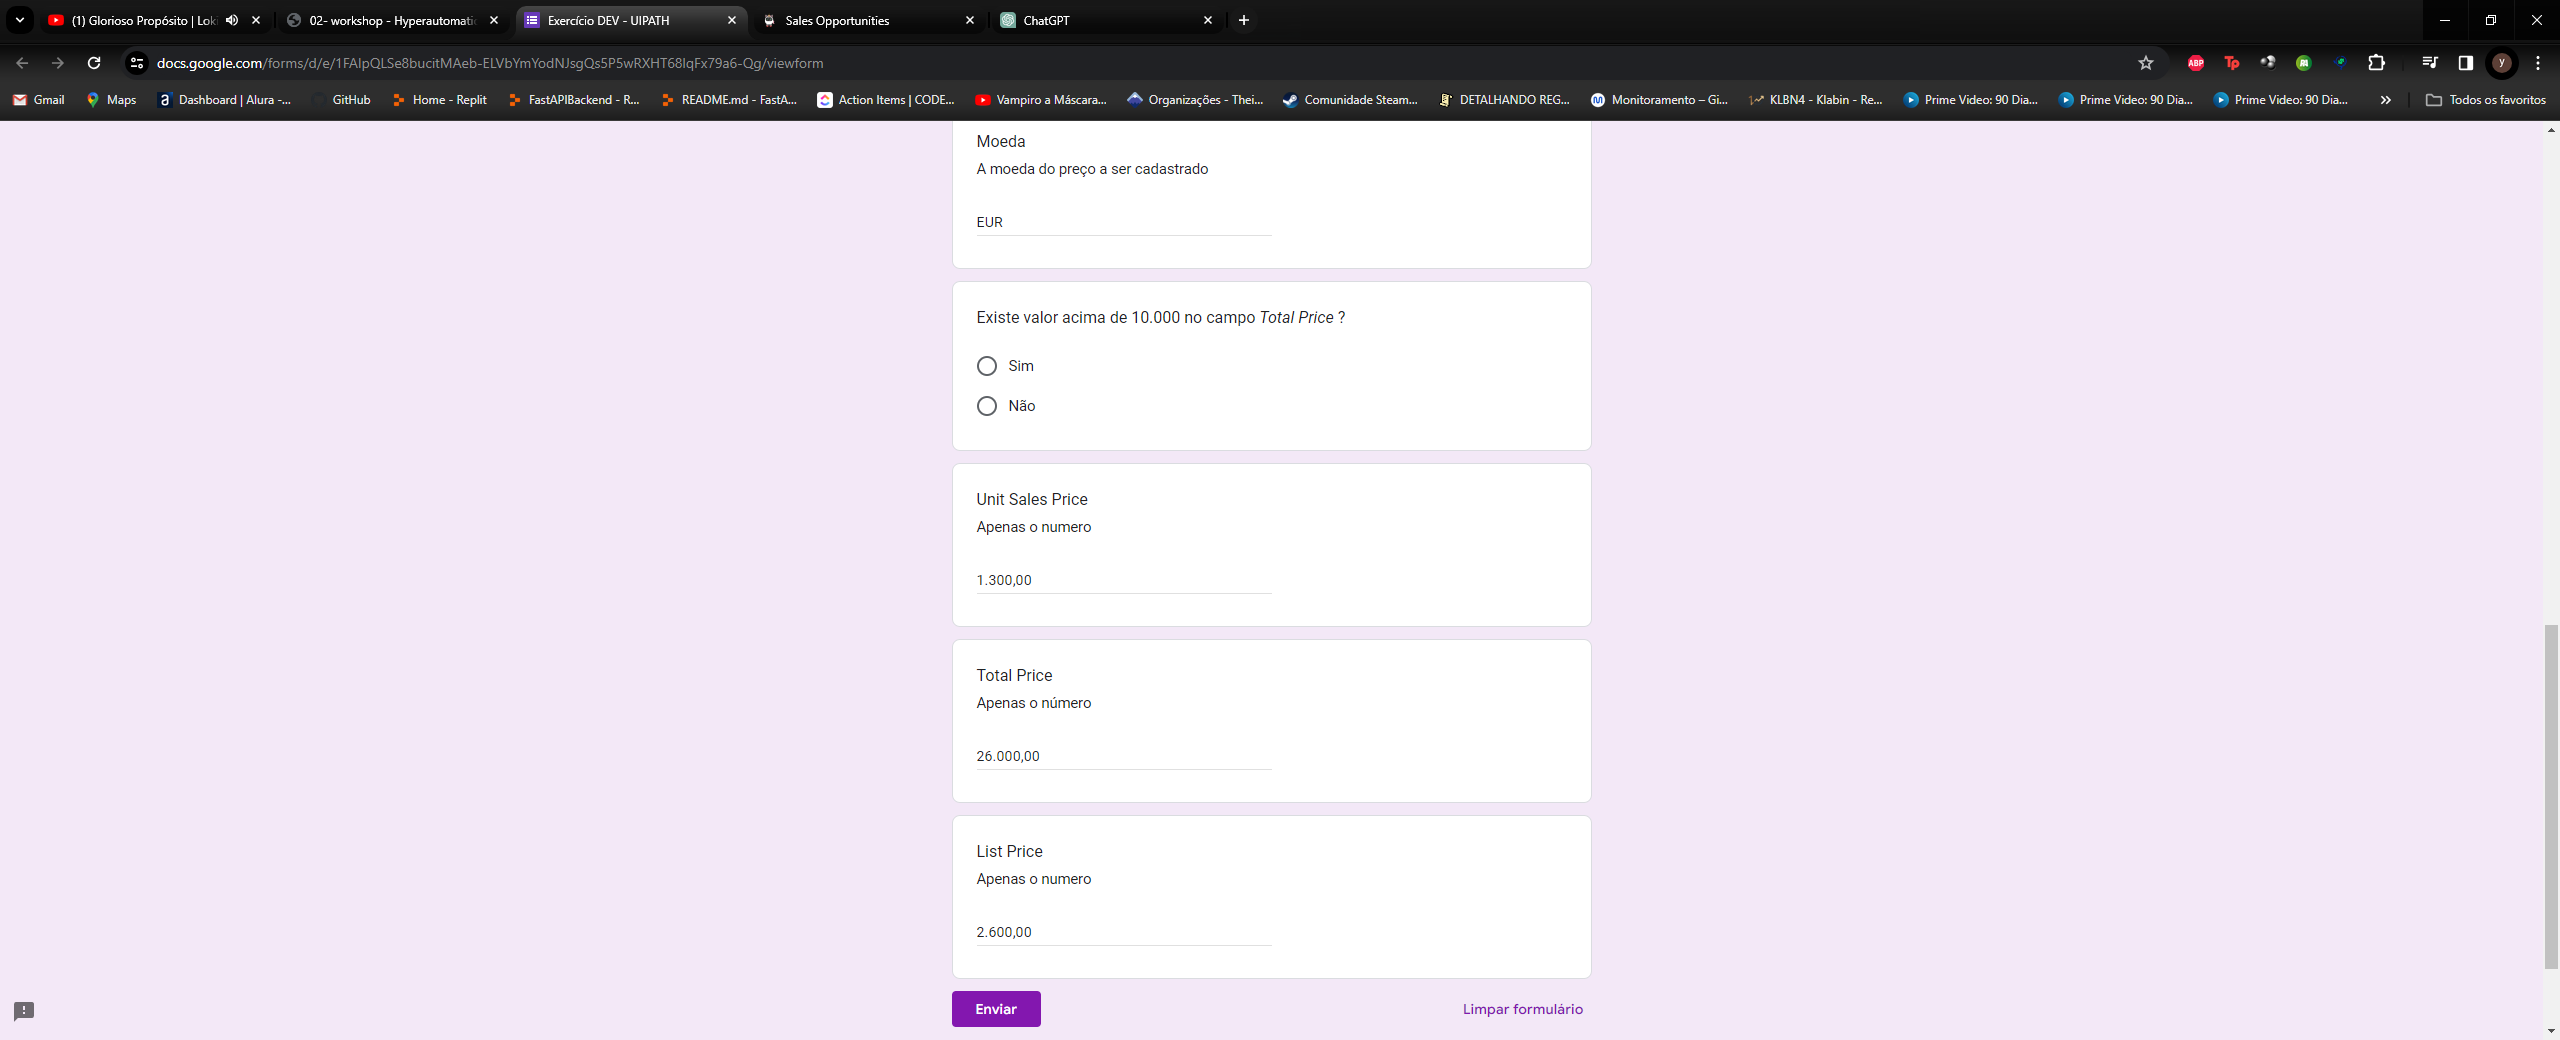 (1) Glorioso Propósito | Loki
02- workshop - Hyperautomatic
Exercício DEV - UIPATH
Sales Opportunities
ChatGPT
docs.google.com/forms/d/e/1FAIpQLSe8bucitMAeb-ELVbYmYodNJsgQs5P5wRXHT68IqFx79a6-Qg/viewform
ABP
Tp
y
Gmail
Maps
a Dashboard | Alura -...
GitHub
Home - Replit
FastAPIBackend - R...
README.md - FastA...
Action Items | CODE...
Vampiro a Máscara...
Organizações - Thei...
Comunidade Steam...
DETALHANDO REG...
Monitoramento – Gi...
KLBN4 - Klabin - Re...
Prime Video: 90 Dia...
Prime Video: 90 Dia...
Prime Video: 90 Dia...
Todos os favoritos
Moeda
A moeda do preço a ser cadastrado
EUR
Existe valor acima de 10.000 no campo Total Price ?
Sim
Não
Unit Sales Price
Apenas o numero
1.300,00
Total Price
Apenas o número
26.000,00
List Price
Apenas o numero
2.600,00
Enviar
Limpar formulário